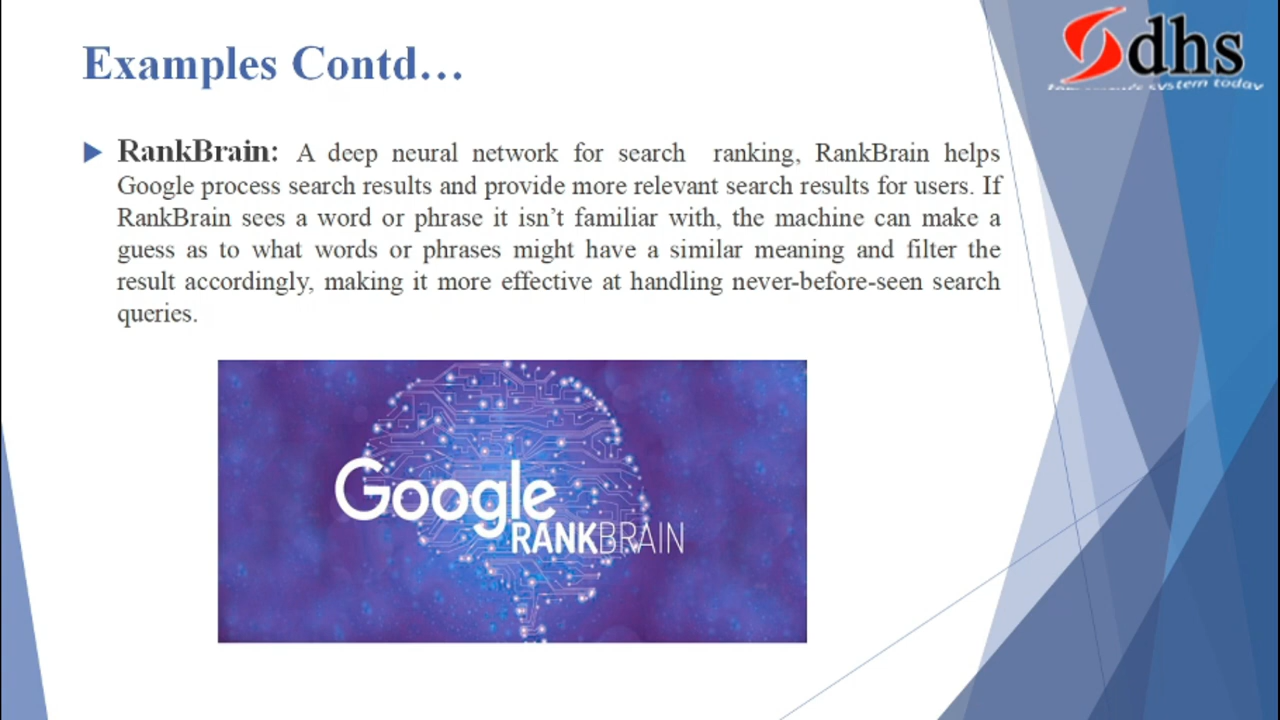 Examples Contd…
dhs
system today
RankBrain: A deep neural network for search ranking, RankBrain helps
Google process search results and provide more relevant search results for users. If
RankBrain sees a word or phrase it isn’t familiar with, the machine can make a
guess as to what words or phrases might have a similar meaning and filter the
result accordingly, making it more effective at handling never-before-seen search
queries.
Google
RANKBRAIN